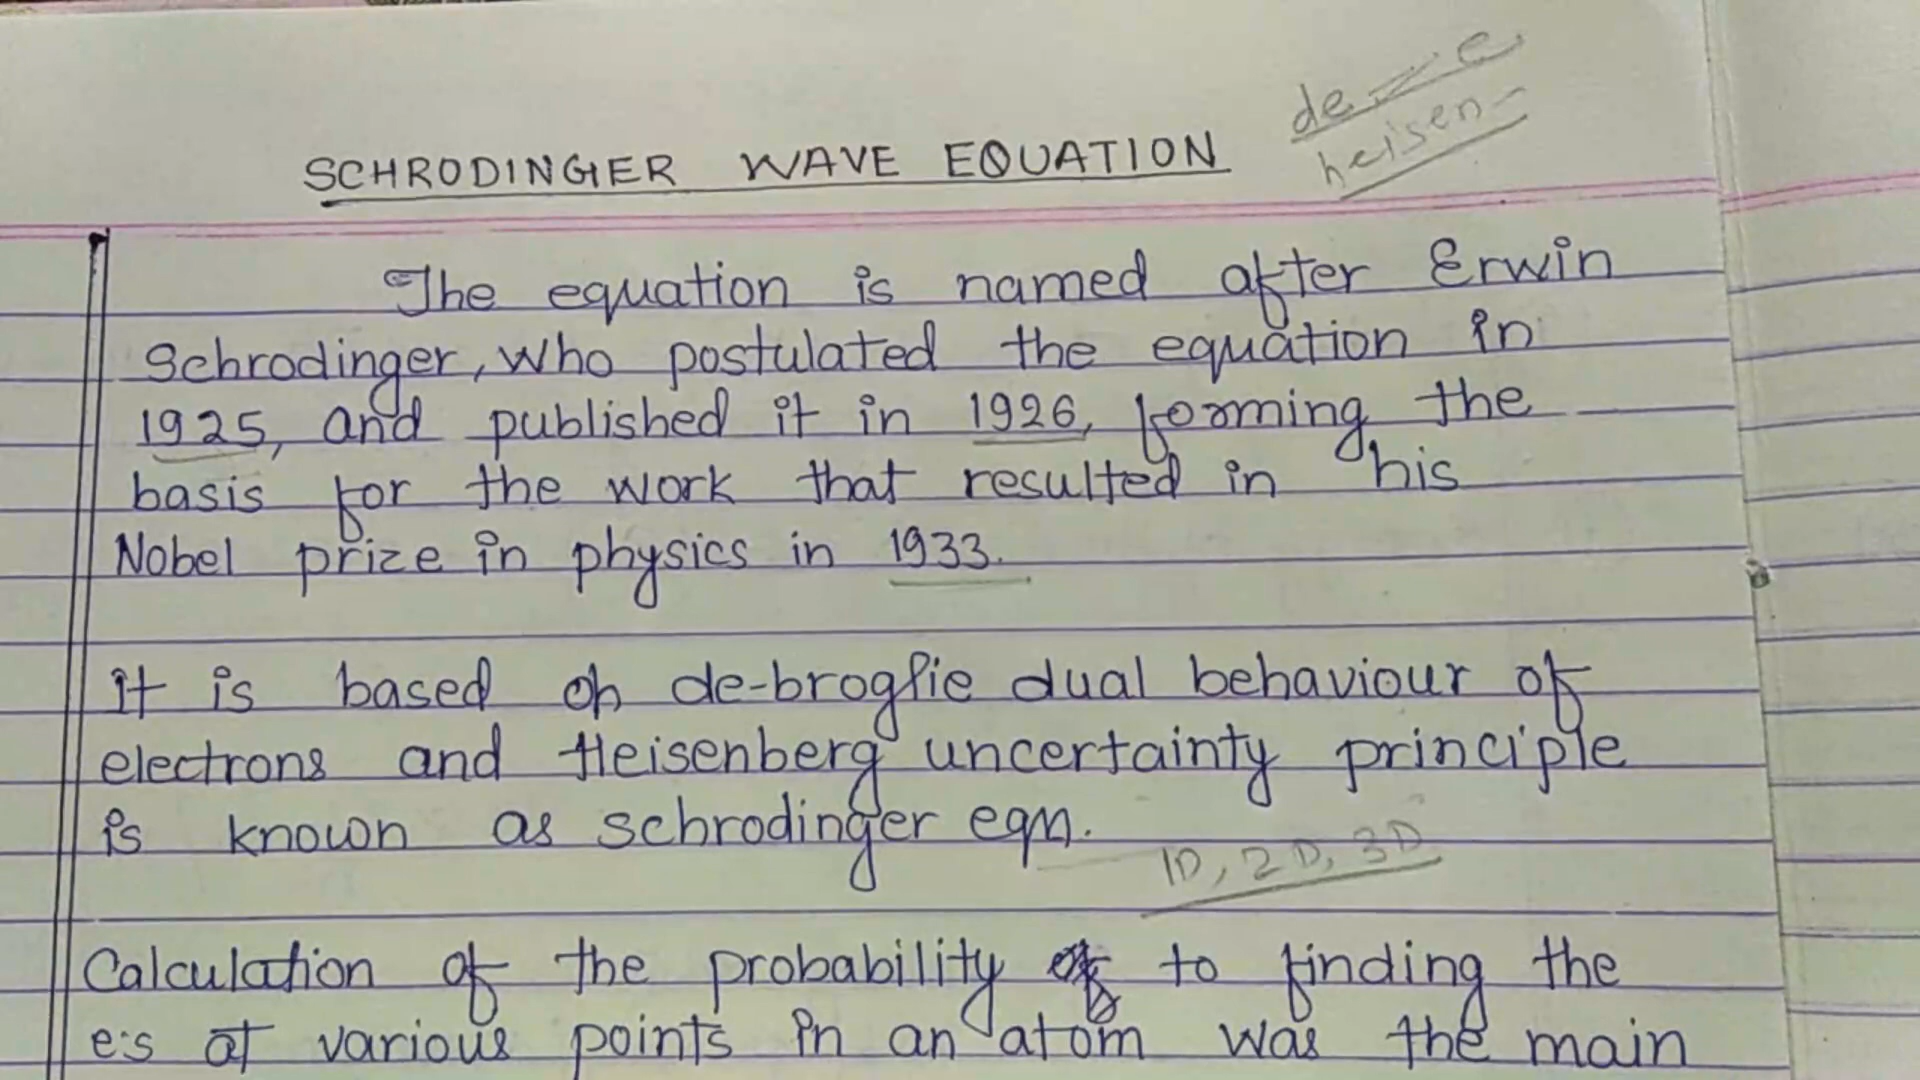 de e
heisen-
SCHRODINGER WAVE EQUATION
The equation is named after Erwin
Schrodinger, who postulated the equation in
1925, and published it in 1926, forming the
basis for the work that resulted in his
Nobel prize in physics in 1933.
it is based on de-broglie dual behaviour of
electrons and Heisenberg uncertainty principle
is known as schrodinger eqn.
1D, 2D, 3D
Calculation of the probability to finding the
e's at various points in an atom was the main